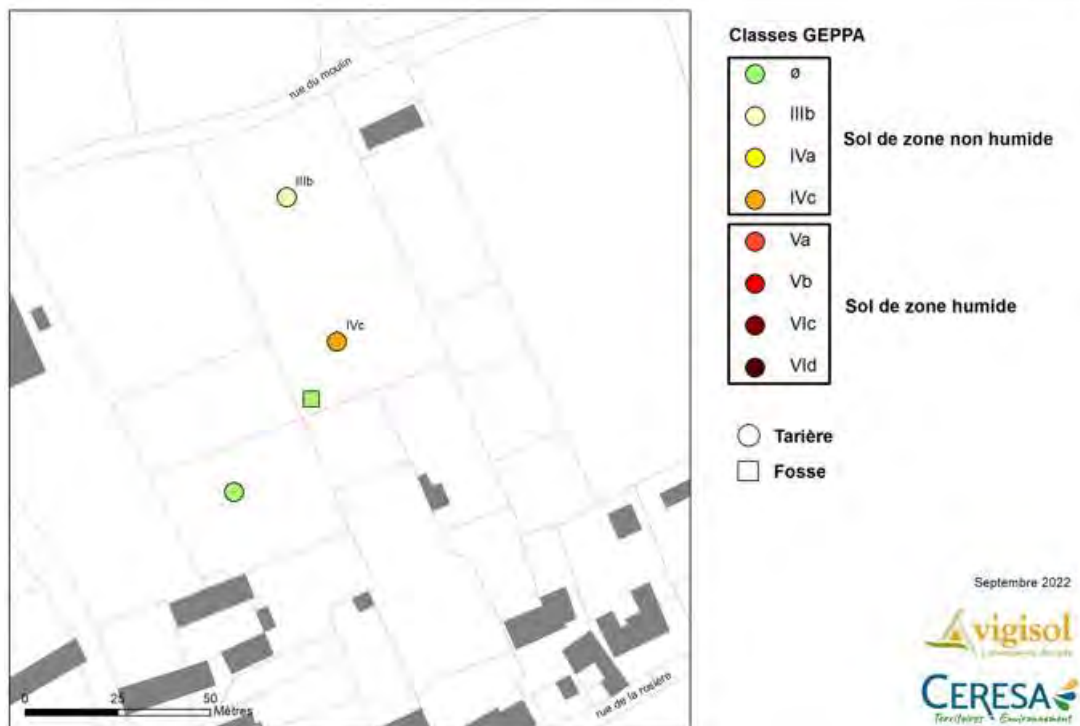 rue du moulin
IIIb
IVc
0 25 50
Mètres
rue de la rosière
Classes GEPPA
ø
IIIb
IVa
IVc
Sol de zone non humide
Va
Vb
VIc
VId
Sol de zone humide
Tarière
Fosse
Septembre 2022
vigisol
CERESA
Territoires • Environnement